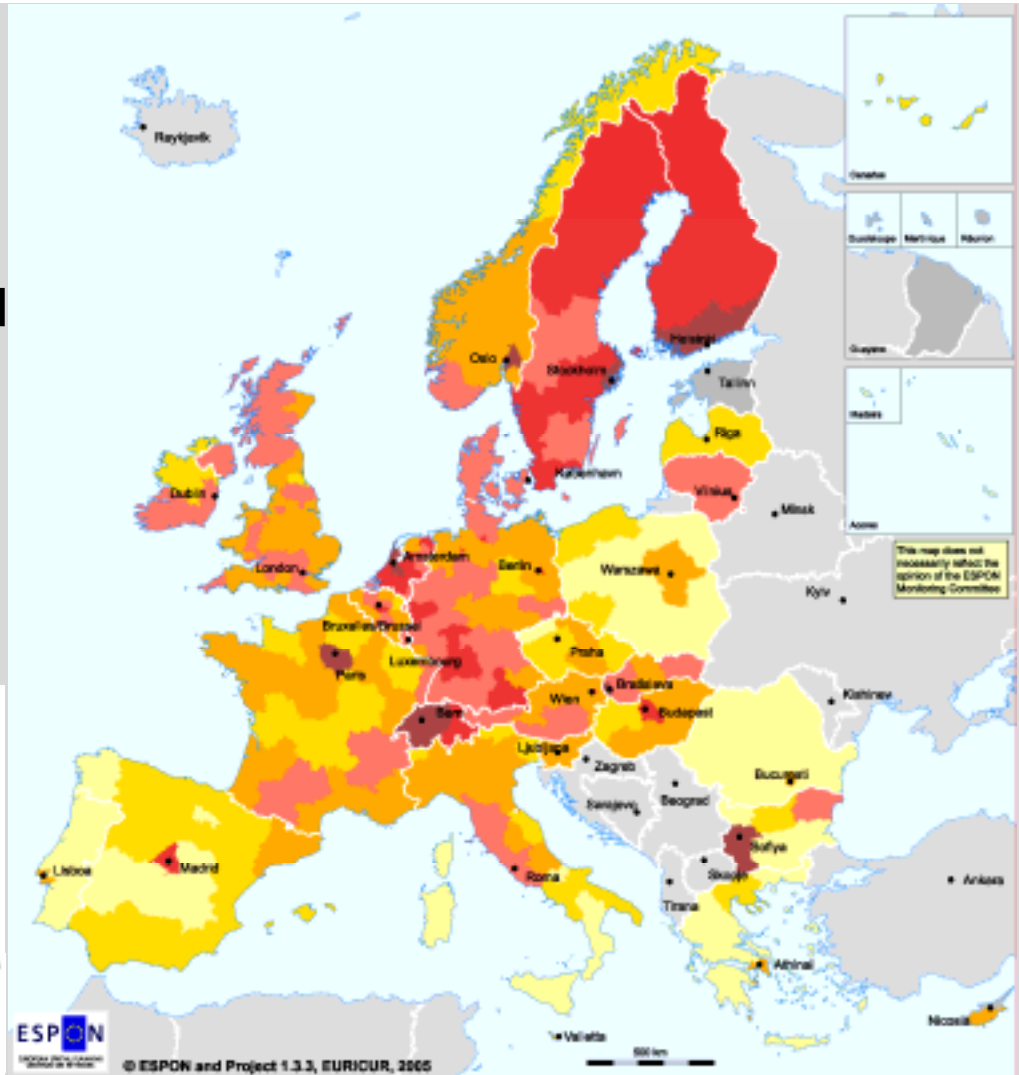 Reykjavik
Canarias
Guadeloupe
Martinique
Réunion
Guyane
Madeira
Acores
This map does not
necessarily reflect the
opinion of the ESPON
Monitoring Committee
Oslo
Helsinki
Stockholm
Tallinn
Riga
København
Vilnius
Dublin
Minsk
London
Amsterdam
Berlin
Warszawa
Kyiv
Bruxelles/Brussel
Luxembourg
Praha
Paris
Kishinev
Wien
Bratislava
Bern
Budapest
Ljubljana
Zagreb
Bucuresti
Sarajevo
Beograd
Sofiya
Lisboa
Madrid
Roma
Skopje
Ankara
Tirana
Athinai
Nicosia
Valletta
500 km
ESPON
© ESPON and Project 1.3.3, EURICUR, 2005